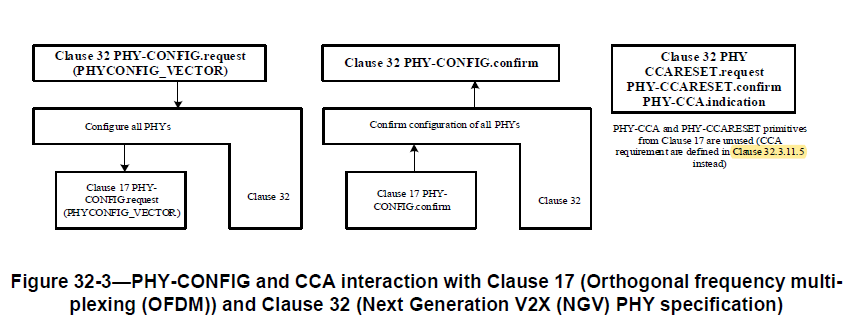 Clause 32 PHY-CONFIG.request
(PHYCONFIG_VECTOR)
Configure all PHYs
Clause 17 PHY-
CONFIG.request
(PHYCONFIG_VECTOR)
Clause 32
Clause 32 PHY-CONFIG.confirm
Confirm configuration of all PHYs
Clause 17 PHY-
CONFIG.confirm
Clause 32
Clause 32 PHY
CCARESET.request
PHY-CCARESET.confirm
PHY-CCA.indication
PHY-CCA and PHY-CCARESET primitives
from Clause 17 are unused (CCA
requirement are defined in Clause 32.3.11.5
instead)
Figure 32-3—PHY-CONFIG and CCA interaction with Clause 17 (Orthogonal frequency multi-
plexing (OFDM)) and Clause 32 (Next Generation V2X (NGV) PHY specification)